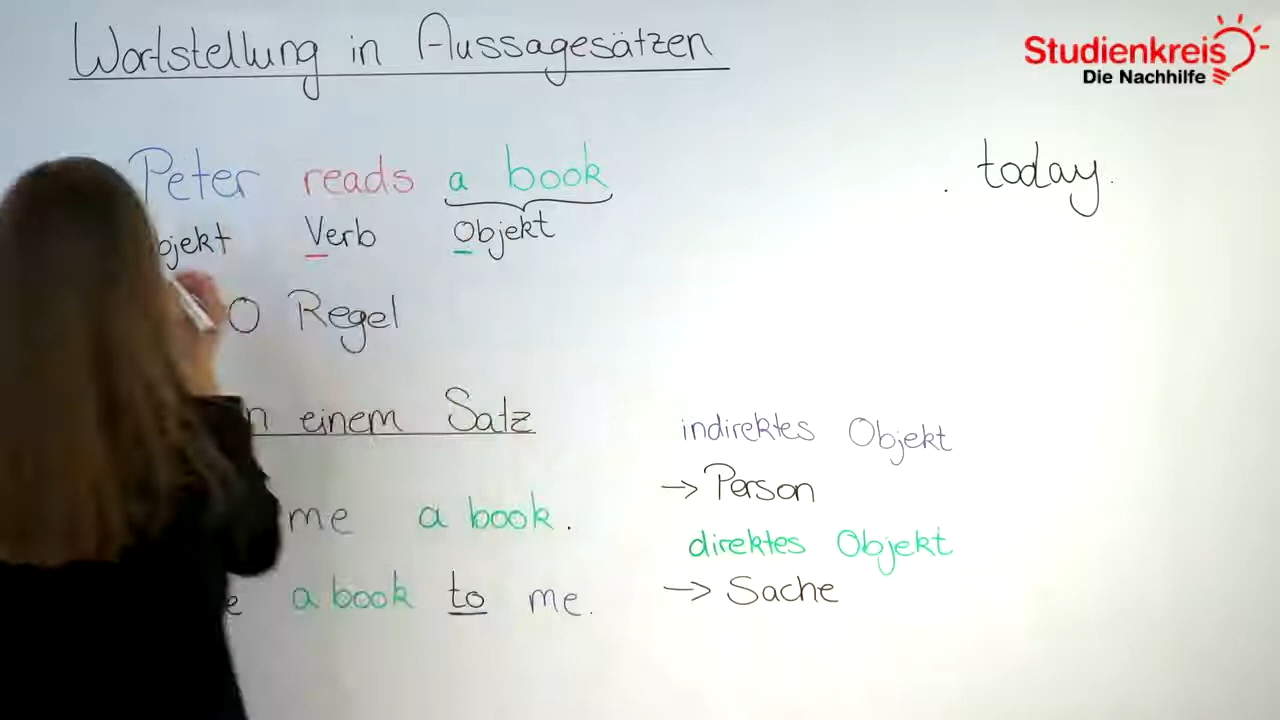 Wortstellung in Aussagesätzen
Studienkreis
Die Nachhilfe
Peter reads a book . today.
Verb Objekt
O Regel
einem Satz
indirektes Objekt
→ Person
me a book.
direktes Objekt
a book to me.
→ Sache